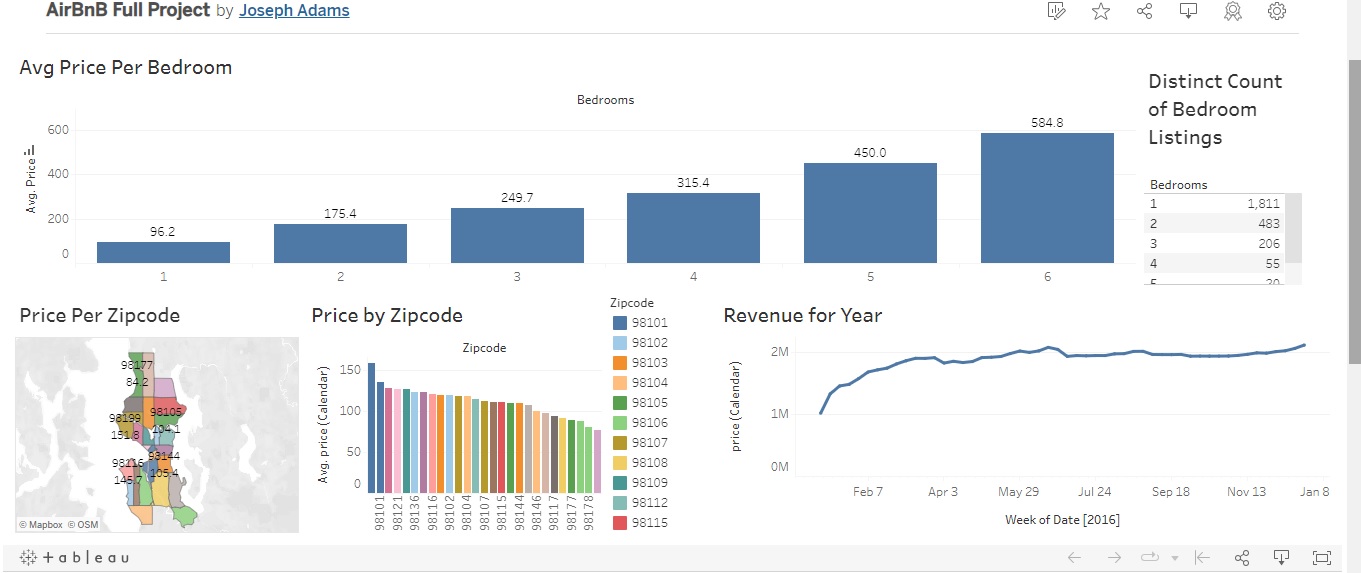 AirBnB Full Project by Joseph Adams
Avg Price Per Bedroom
Bedrooms
Avg. Price
600
400
200
0
96.2
175.4
249.7
315.4
450.0
584.8
1
2
3
4
5
6
Distinct Count
of Bedroom
Listings
Bedrooms
1 1,811
2 483
3 206
4 55
Price Per Zipcode
98177
84.2
98105
98199
151.8
104.1
98144
105.4
145.7
© Mapbox © OSM
Price by Zipcode
Zipcode
Avg. price (Calendar)
150
100
50
0
98101
98121
98136
98116
98102
98104
98107
98115
98144
98146
98117
98177
98178
Zipcode
98101
98102
98103
98104
98105
98106
98107
98108
98109
98112
98115
Revenue for Year
price (Calendar)
2M
1M
0M
Feb 7
Apr 3
May 29
Jul 24
Sep 18
Nov 13
Jan 8
Week of Date [2016]
+ a b | e a u